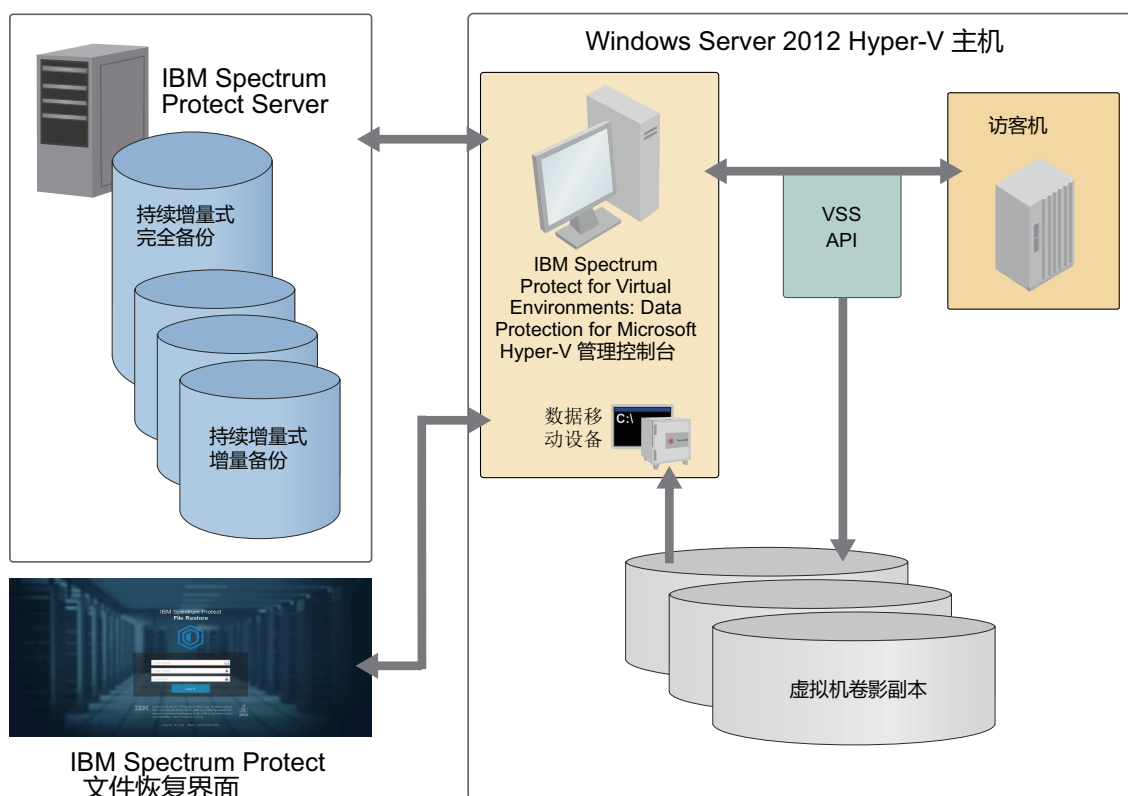 IBM Spectrum
Protect Server
持续增量式
完全备份
持续增量式
增量备份
IBM Spectrum Protect
File Restore
Log In
IBM
IBM Spectrum Protect
文件恢复界面
Windows Server 2012 Hyper-V 主机
IBM Spectrum
Protect for Virtual
Environments: Data
Protection for Microsoft
Hyper-V 管理控制台
数据移
动设备
C:\
VSS
API
访客机
虚拟机卷影副本